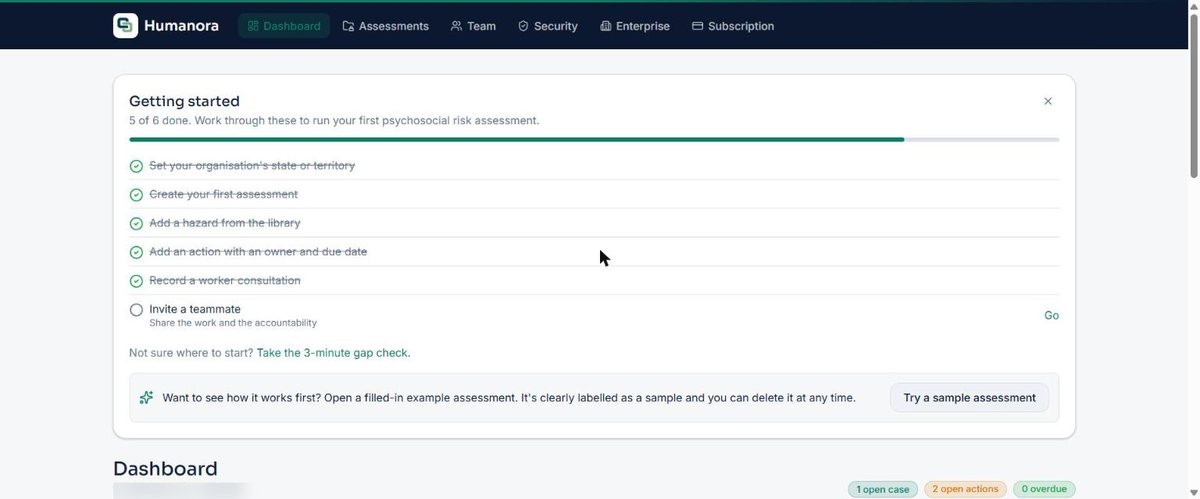 Humanora Dashboard Assessments Team Security Enterprise Subscription
Getting started
5 of 6 done. Work through these to run your first psychosocial risk assessment.
Set your organisation's state or territory
Create your first assessment
Add a hazard from the library
Add an action with an owner and due date
Record a worker consultation
Invite a teammate
Share the work and the accountability
Go
Not sure where to start? Take the 3-minute gap check.
Want to see how it works first? Open a filled-in example assessment. It's clearly labelled as a sample and you can delete it at any time.
Try a sample assessment
Dashboard
1 open case 2 open actions 0 overdue